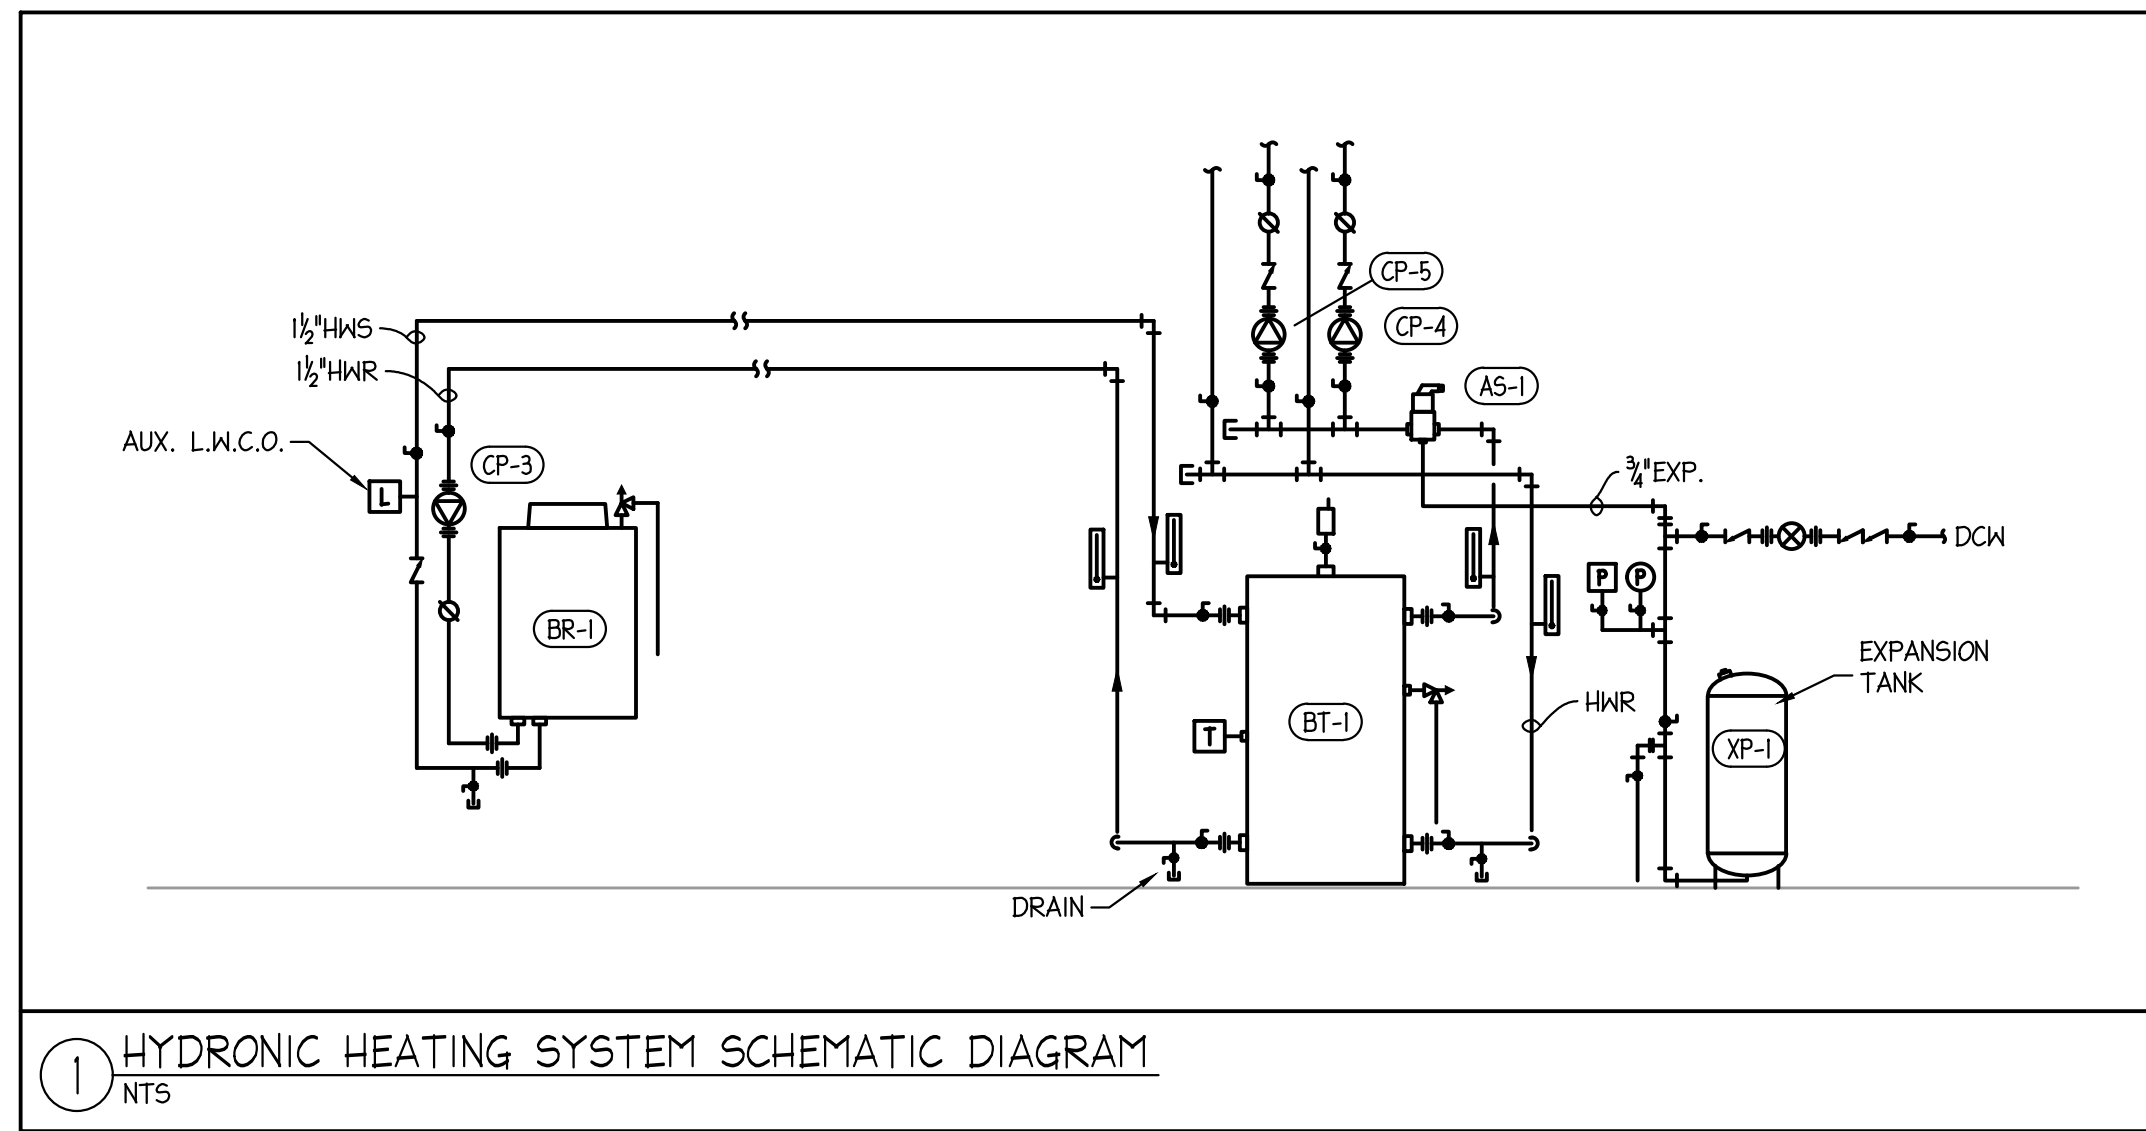 CP-5
1½"HWS
CP-4
1½"HWR
AS-1
AUX. L.W.C.O.
CP-3
¾"EXP.
L
DCW
P
P
BR-1
EXPANSION
TANK
HWR
BT-1
T
XP-1
DRAIN
1
HYDRONIC HEATING SYSTEM SCHEMATIC DIAGRAM
NTS